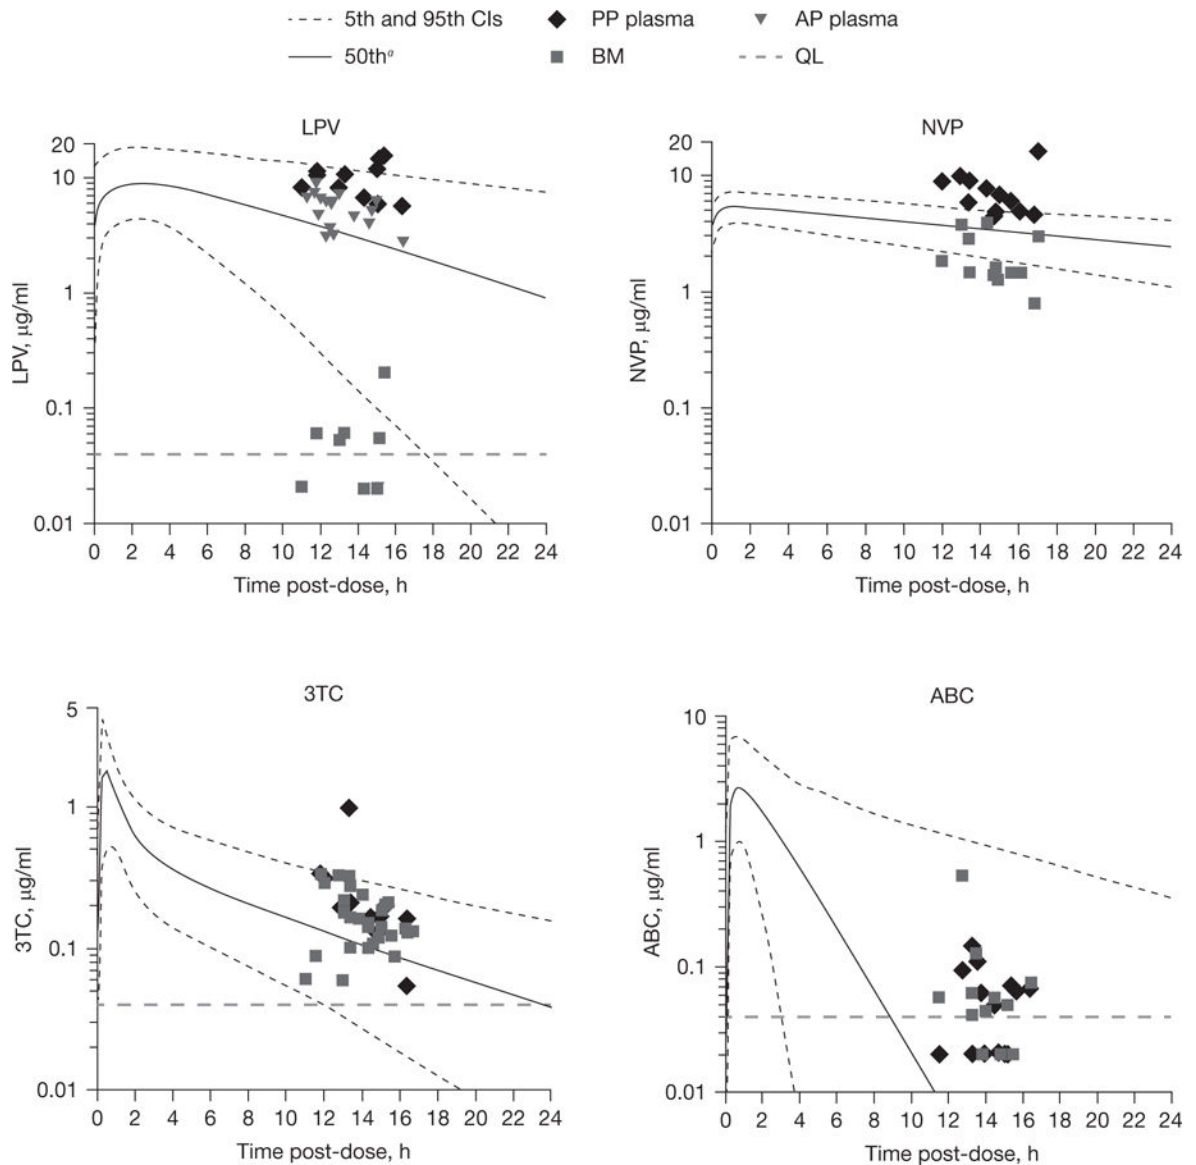 5th and 95th CIs PP plasma AP plasma
50thᵅ BM QL
LPV
20
10
1
0.1
0.01
LPV, μg/ml
0 2 4 6 8 10 12 14 16 18 20 22 24
Time post-dose, h
NVP
20
10
1
0.1
0.01
NVP, μg/ml
0 2 4 6 8 10 12 14 16 18 20 22 24
Time post-dose, h
3TC
5
1
0.1
0.01
3TC, μg/ml
0 2 4 6 8 10 12 14 16 18 20 22 24
Time post-dose, h
ABC
10
1
0.1
0.01
ABC, μg/ml
0 2 4 6 8 10 12 14 16 18 20 22 24
Time post-dose, h